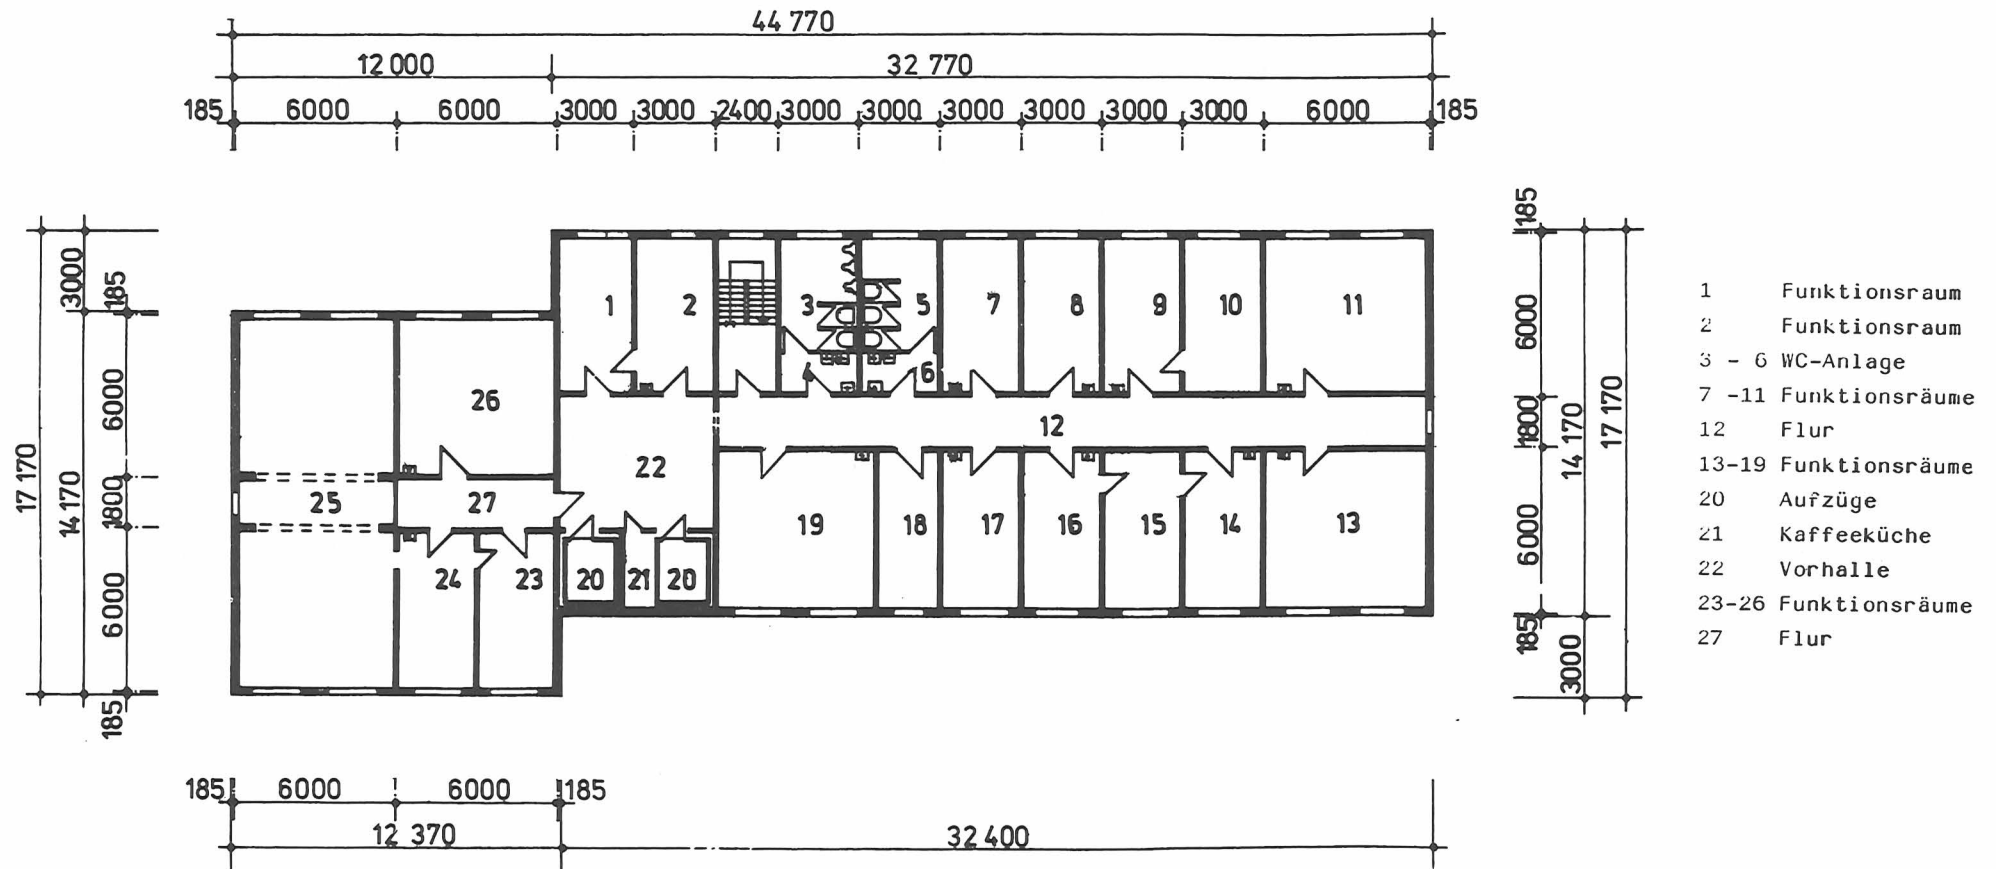 44 770
12 000 32 770
185 6000 6000 3000 3000 2400 3000 3000 3000 3000 3000 3000 6000 185
17 170
14 170
3000
185
6000
1800
6000
185
1 2 3 4 5 6 7 8 9 10 11
26
12
22
25 27
19 18 17 16 15 14 13
24 23 20 21 20
185
6000
1800
6000
185
14 170
3000
17 170
1 Funktionsraum
2 Funktionsraum
3 - 6 WC-Anlage
7 -11 Funktionsräume
12 Flur
13-19 Funktionsräume
20 Aufzüge
21 Kaffeeküche
22 Vorhalle
23-26 Funktionsräume
27 Flur
185 6000 6000 185
12 370 32 400